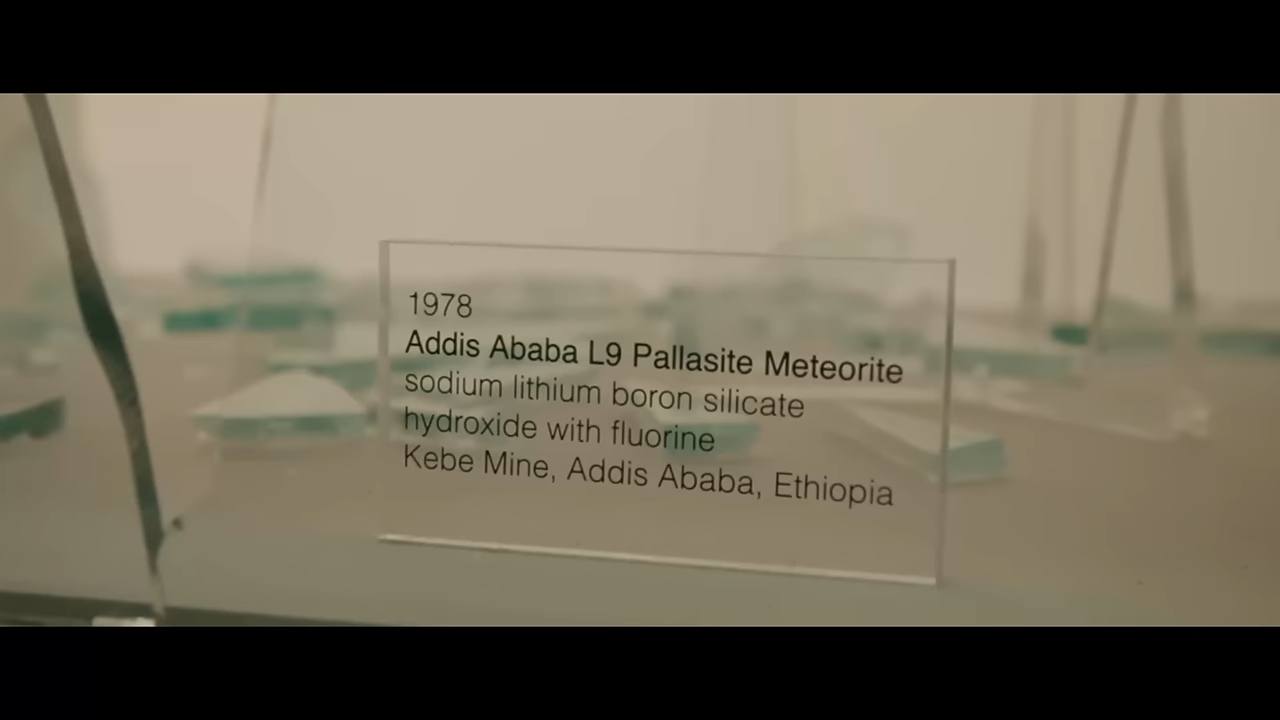 1978
Addis Ababa L9 Pallasite Meteorite
sodium lithium boron silicate
hydroxide with fluorine
Kebe Mine, Addis Ababa, Ethiopia